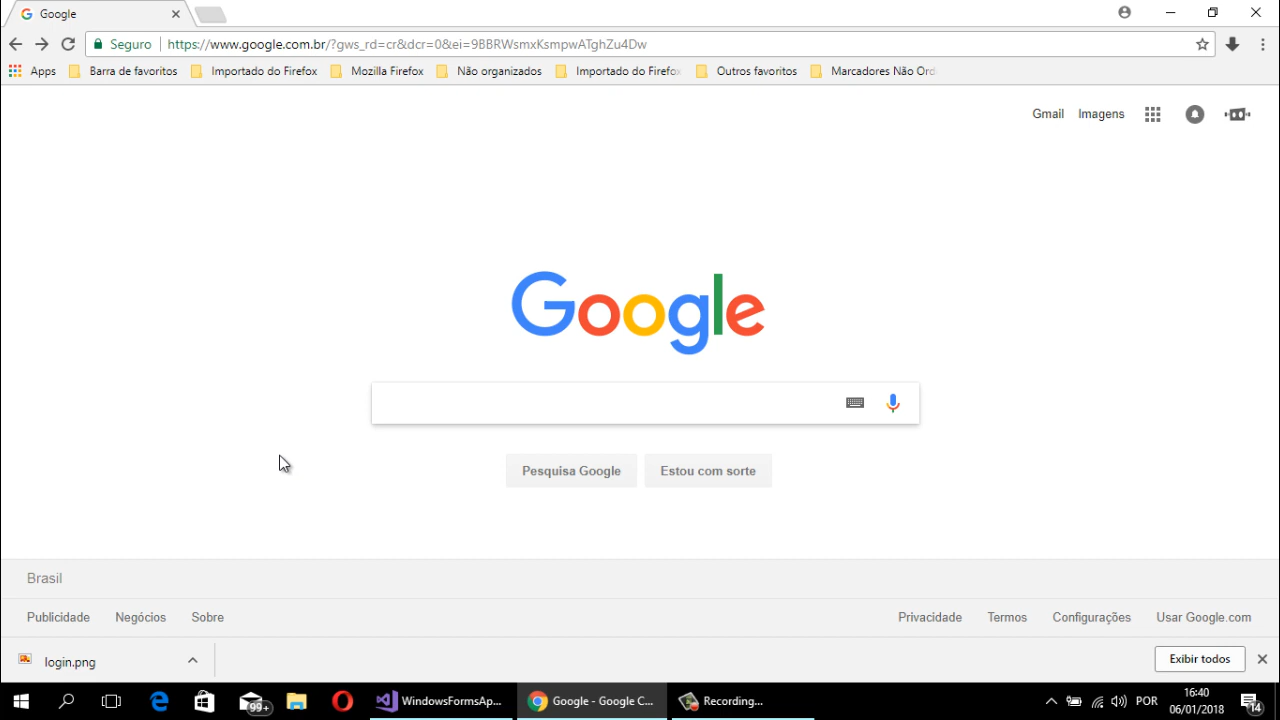 Google
Seguro
https://www.google.com.br/?gws_rd=cr&dcr=0&ei=9BBRWsmxKsmpwATghZu4Dw
Apps
Barra de favoritos
Importado do Firefox
Mozilla Firefox
Não organizados
Importado do Firefox
Outros favoritos
Marcadores Não Ord
Gmail
Imagens
Google
Pesquisa Google
Estou com sorte
Brasil
Publicidade
Negócios
Sobre
Privacidade
Termos
Configurações
Usar Google.com
login.png
Exibir todos
99+
WindowsFormsAp...
Google - Google C...
Recording...
POR
16:40
06/01/2018
14